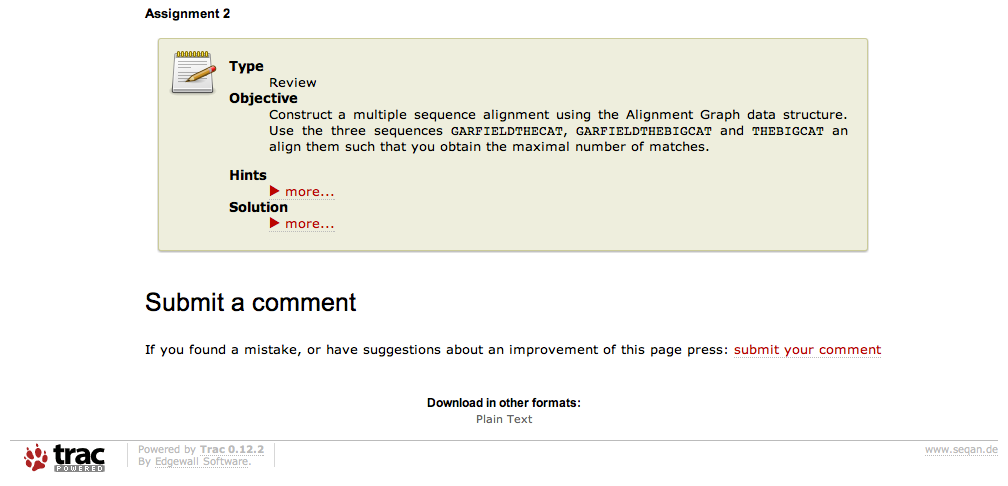 Assignment 2
Type
Review
Objective
Construct a multiple sequence alignment using the Alignment Graph data structure.
Use the three sequences GARFIELDTHECAT, GARFIELDTHEBIGCAT and THEBIGCAT an
align them such that you obtain the maximal number of matches.
Hints
more...
Solution
more...
Submit a comment
If you found a mistake, or have suggestions about an improvement of this page press: submit your comment
Download in other formats:
Plain Text
trac
POWERED
Powered by Trac 0.12.2
By Edgewall Software.
www.seqan.de